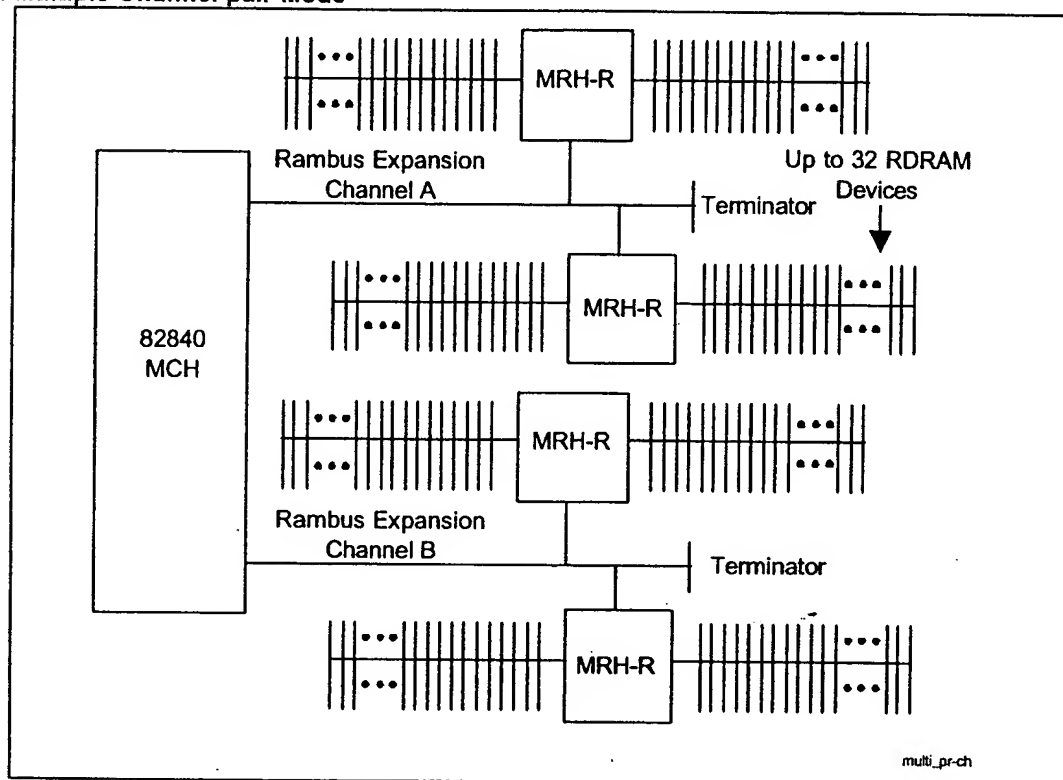 Multiple Channel-pair Mode
MRH-R
Rambus Expansion
Channel A
Up to 32 RDRAM
Devices
Terminator
MRH-R
82840
MCH
MRH-R
Rambus Expansion
Channel B
Terminator
MRH-R
multi_pr-ch